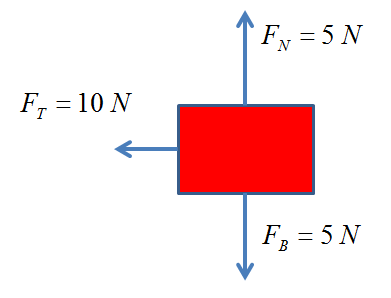 F_N = 5 N
F_T = 10 N
F_B = 5 N